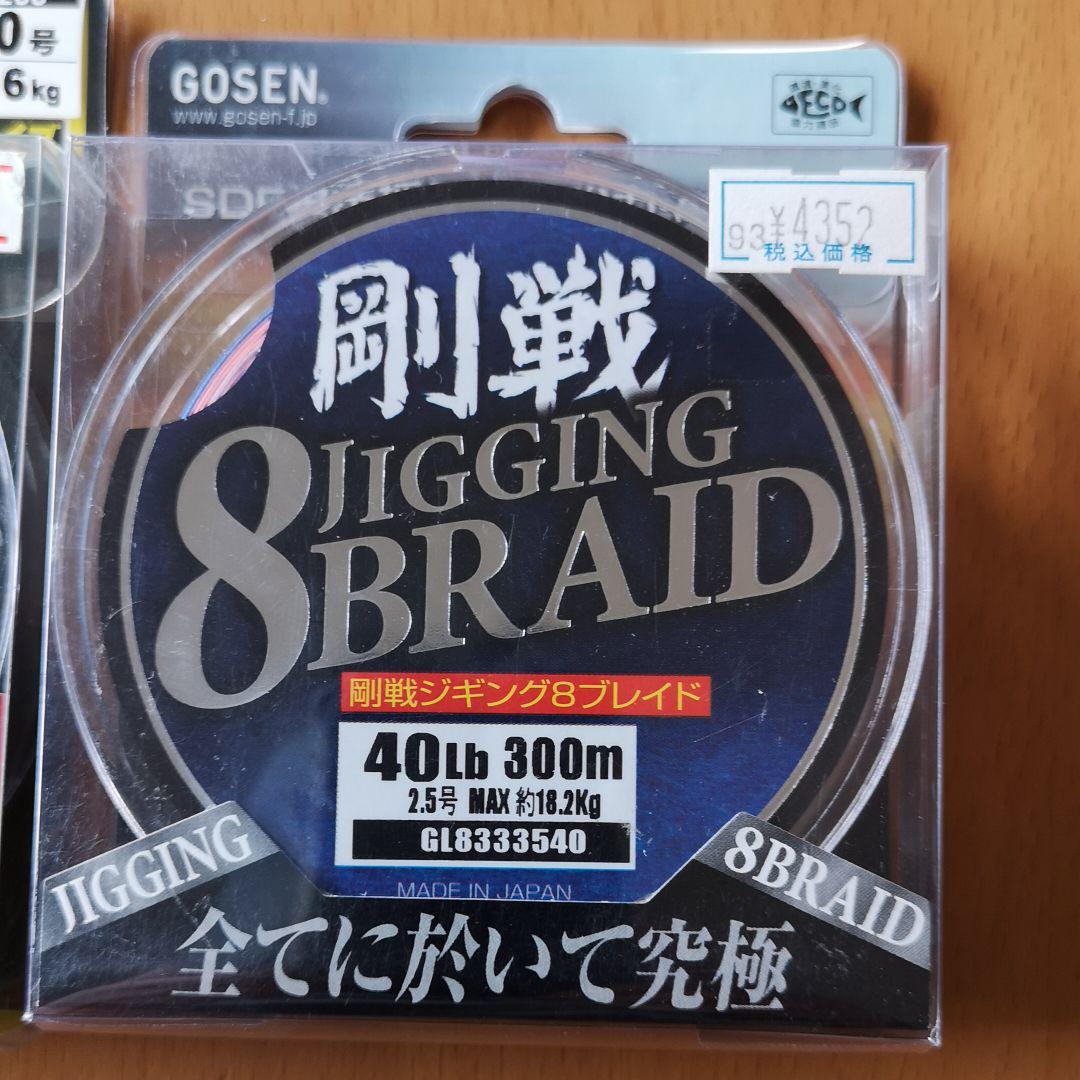 0号
6kg
GOSEN®
www.gosen-f.jp
ECO
93 ¥4352
税込価格
剛戦
JIGGING
8BRAID
剛戦ジギング8ブレイド
40Lb 300m
2.5号 MAX 約18.2Kg
GL8333540
MADE IN JAPAN
JIGGING
8BRAID
全てに於いて究極